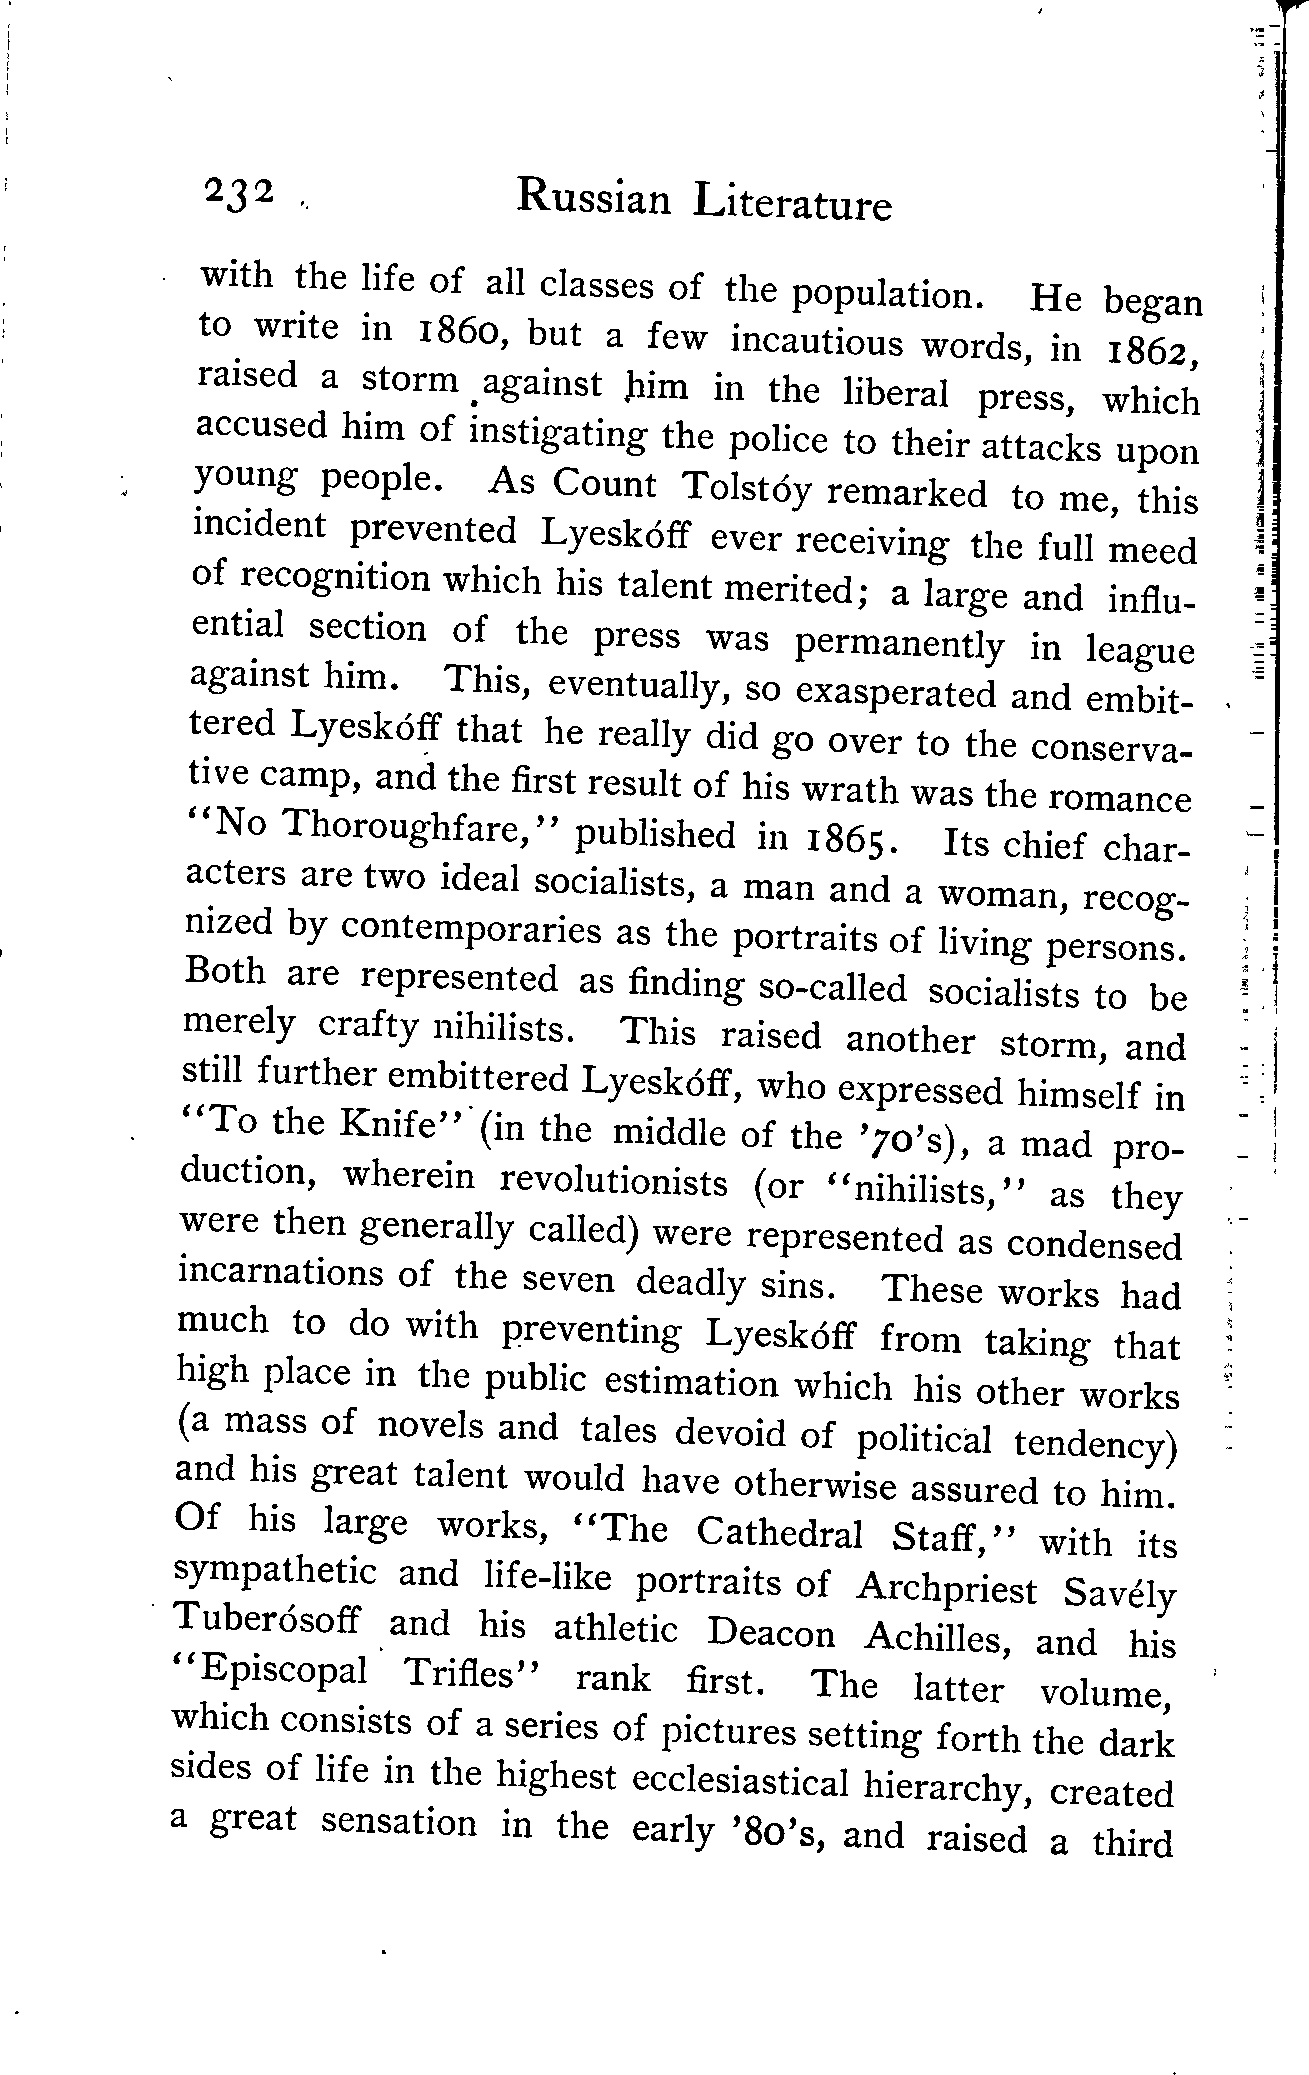 232 Russian Literature
with the life of all classes of the population. He began
to write in 1860, but a few incautious words, in 1862,
raised a storm against him in the liberal press, which
accused him of instigating the police to their attacks upon
young people. As Count Tolstóy remarked to me, this
incident prevented Lyeskóff ever receiving the full meed
of recognition which his talent merited; a large and influ-
ential section of the press was permanently in league
against him. This, eventually, so exasperated and embit-
tered Lyeskóff that he really did go over to the conserva-
tive camp, and the first result of his wrath was the romance
“No Thoroughfare,” published in 1865. Its chief char-
acters are two ideal socialists, a man and a woman, recog-
nized by contemporaries as the portraits of living persons.
Both are represented as finding so-called socialists to be
merely crafty nihilists. This raised another storm, and
still further embittered Lyeskóff, who expressed himself in
“To the Knife” (in the middle of the ’70’s), a mad pro-
duction, wherein revolutionists (or “nihilists,” as they
were then generally called) were represented as condensed
incarnations of the seven deadly sins. These works had
much to do with preventing Lyeskóff from taking that
high place in the public estimation which his other works
(a mass of novels and tales devoid of political tendency)
and his great talent would have otherwise assured to him.
Of his large works, “The Cathedral Staff,” with its
sympathetic and life-like portraits of Archpriest Savély
Tuberósoff and his athletic Deacon Achilles, and his
“Episcopal Trifles” rank first. The latter volume,
which consists of a series of pictures setting forth the dark
sides of life in the highest ecclesiastical hierarchy, created
a great sensation in the early ’80’s, and raised a third